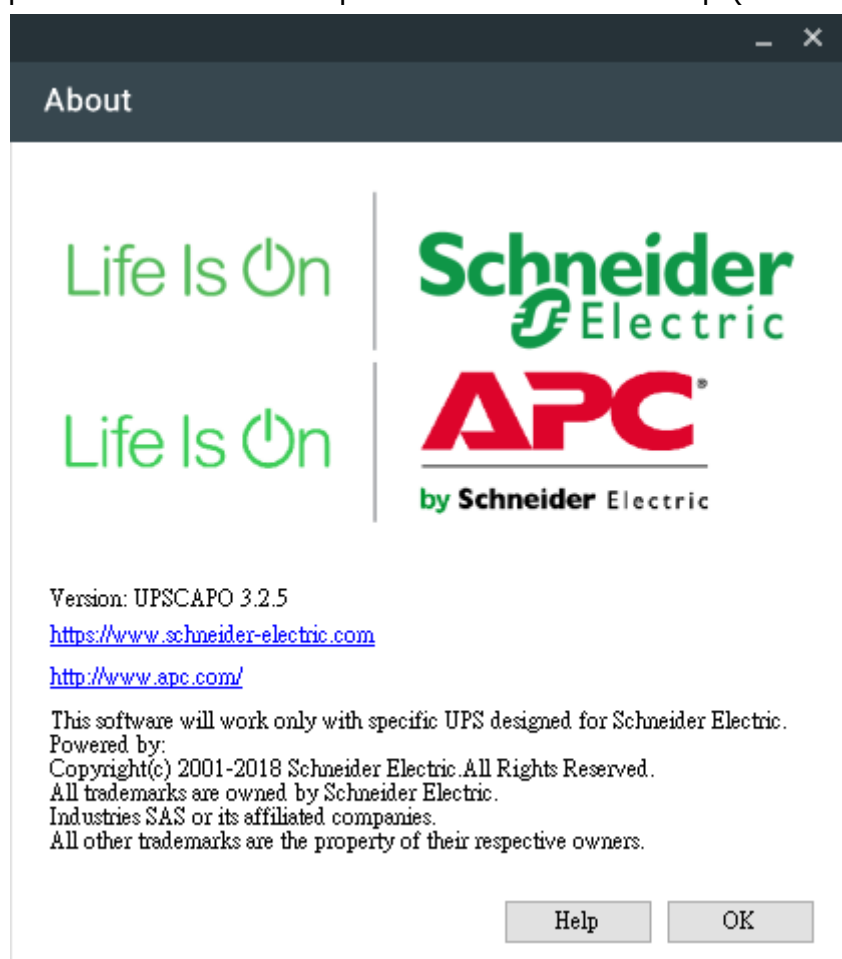 About
Life Is On
Schneider
Electric
Life Is On
APC®
by Schneider Electric
Version: UPSCAPO 3.2.5
https://www.schneider-electric.com
http://www.apc.com/
This software will work only with specific UPS designed for Schneider Electric.
Powered by:
Copyright(c) 2001-2018 Schneider Electric.All Rights Reserved.
All trademarks are owned by Schneider Electric.
Industries SAS or its affiliated companies.
All other trademarks are the property of their respective owners.
Help
OK